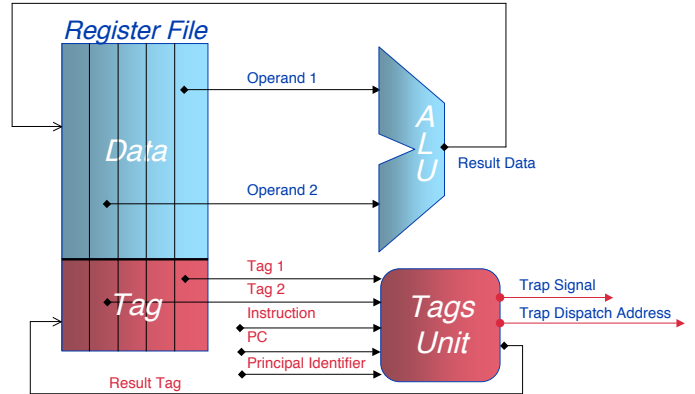 Register File
Operand 1
Data
ALU
Result Data
Operand 2
Tag 1
Tag 2
Tag
Instruction
PC
Principal Identifier
Tags
Unit
Trap Signal
Trap Dispatch Address
Result Tag